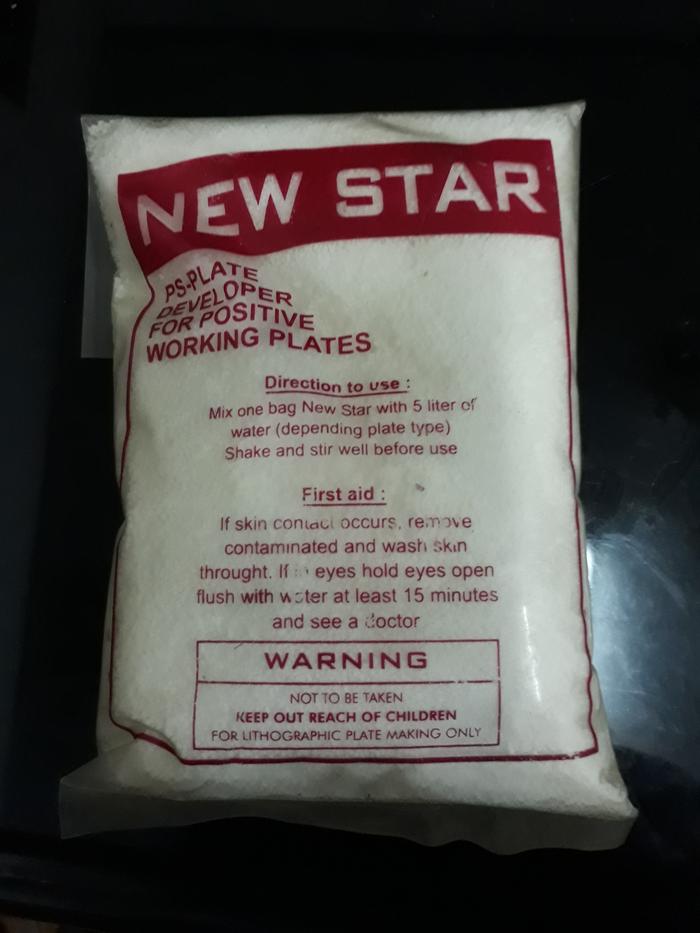 NEW STAR
PS-PLATE
DEVELOPER
FOR POSITIVE
WORKING PLATES
Direction to use :
Mix one bag New Star with 5 liter of
water (depending plate type)
Shake and stir well before use
First aid :
If skin contact occurs, remove
contaminated and wash skin
throught. If eyes hold eyes open
flush with water at least 15 minutes
and see a doctor
WARNING
NOT TO BE TAKEN
KEEP OUT REACH OF CHILDREN
FOR LITHOGRAPHIC PLATE MAKING ONLY